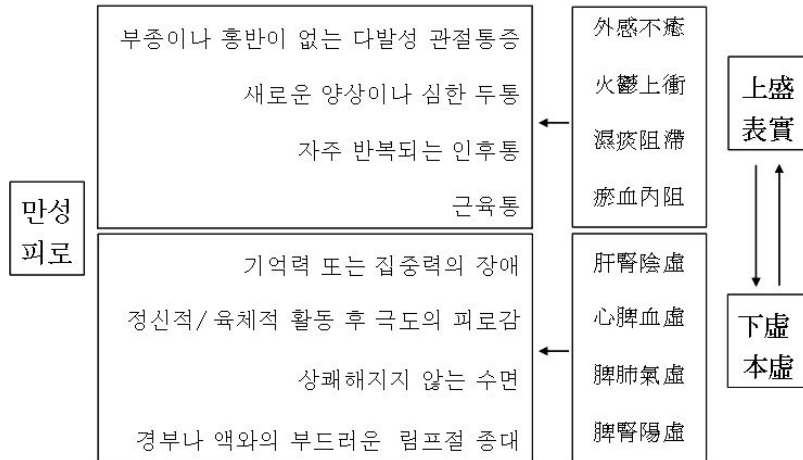 만성
피로
부종이나 홍반이 없는 다발성 관절통증
새로운 양상이나 심한 두통
자주 반복되는 인후통
근육통
기억력 또는 집중력의 장애
정신적/육체적 활동 후 극도의 피로감
상쾌해지지 않는 수면
경부나 액와의 부드러운 림프절 종대
外感不癒
火鬱上衝
濕痰阻滯
瘀血內阻
肝腎陰虛
心脾血虛
脾肺氣虛
脾腎陽虛
上盛
表實
下虛
本虛